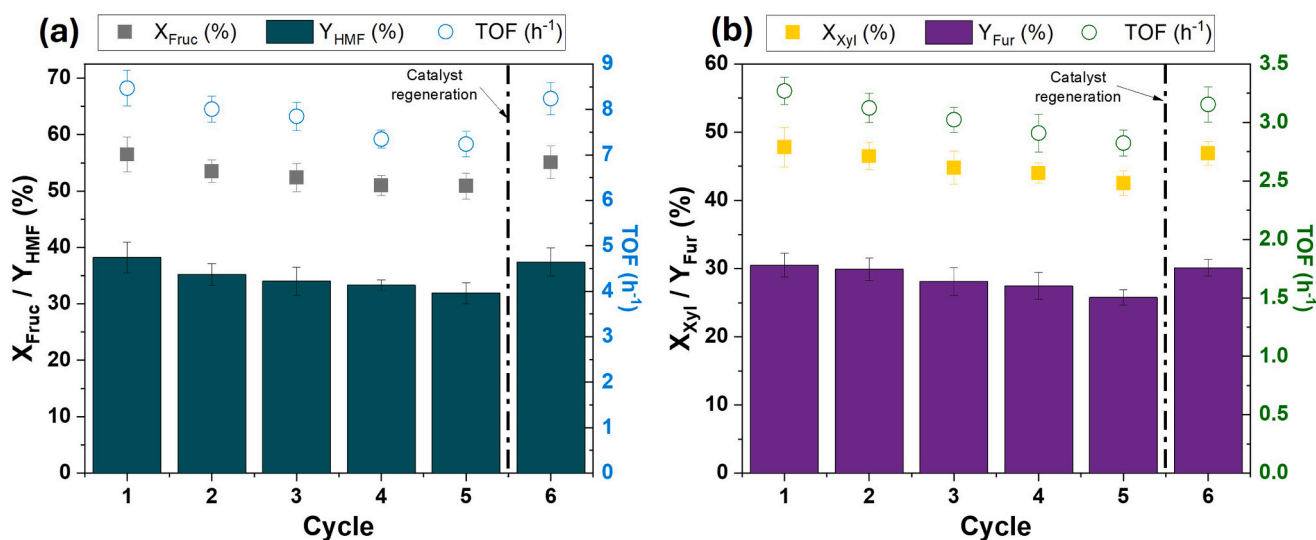 (a)
X_Fruc (%) Y_HMF (%) TOF (h⁻¹)
X_Fruc / Y_HMF (%)
70
60
50
40
30
20
10
0
Catalyst
regeneration
9
8
7
6
5
4
3
2
1
0
TOF (h⁻¹)
1 2 3 4 5 6
Cycle
(b)
X_Xyl (%) Y_Fur (%) TOF (h⁻¹)
X_Xyl / Y_Fur (%)
60
50
40
30
20
10
0
Catalyst
regeneration
3.5
3.0
2.5
2.0
1.5
1.0
0.5
0.0
TOF (h⁻¹)
1 2 3 4 5 6
Cycle